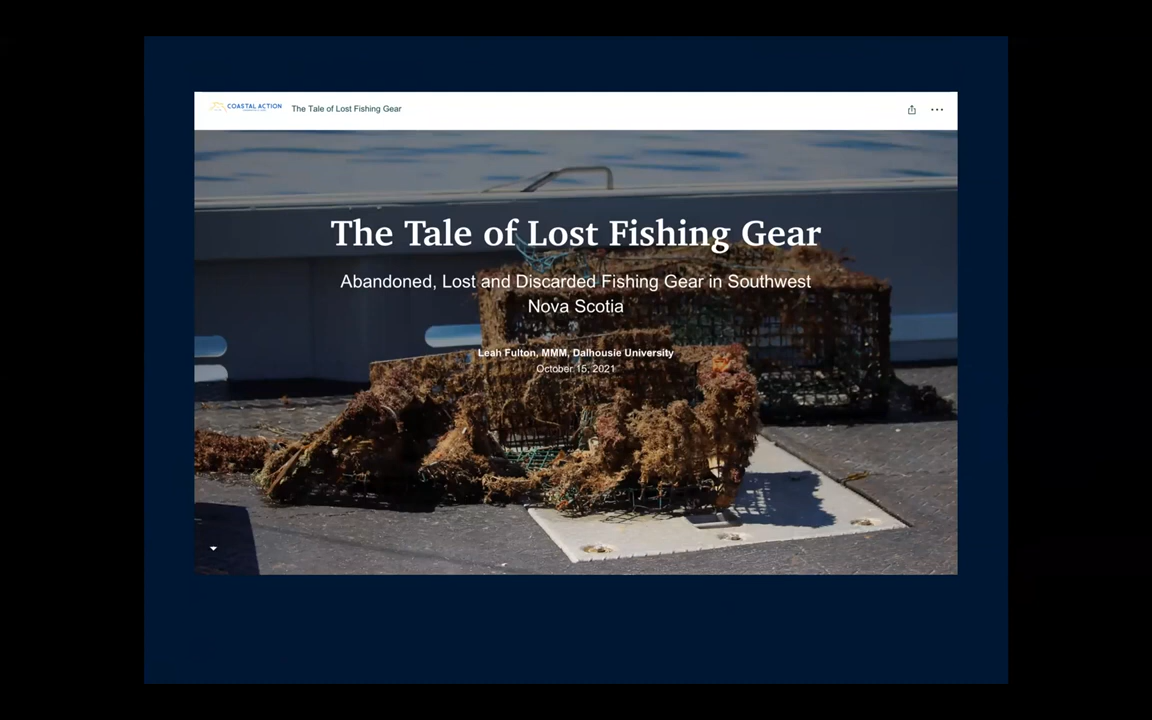 COASTAL ACTION
The Tale of Lost Fishing Gear
The Tale of Lost Fishing Gear
Abandoned, Lost and Discarded Fishing Gear in Southwest
Nova Scotia
Leah Fulton, MMM, Dalhousie University
October 15, 2021